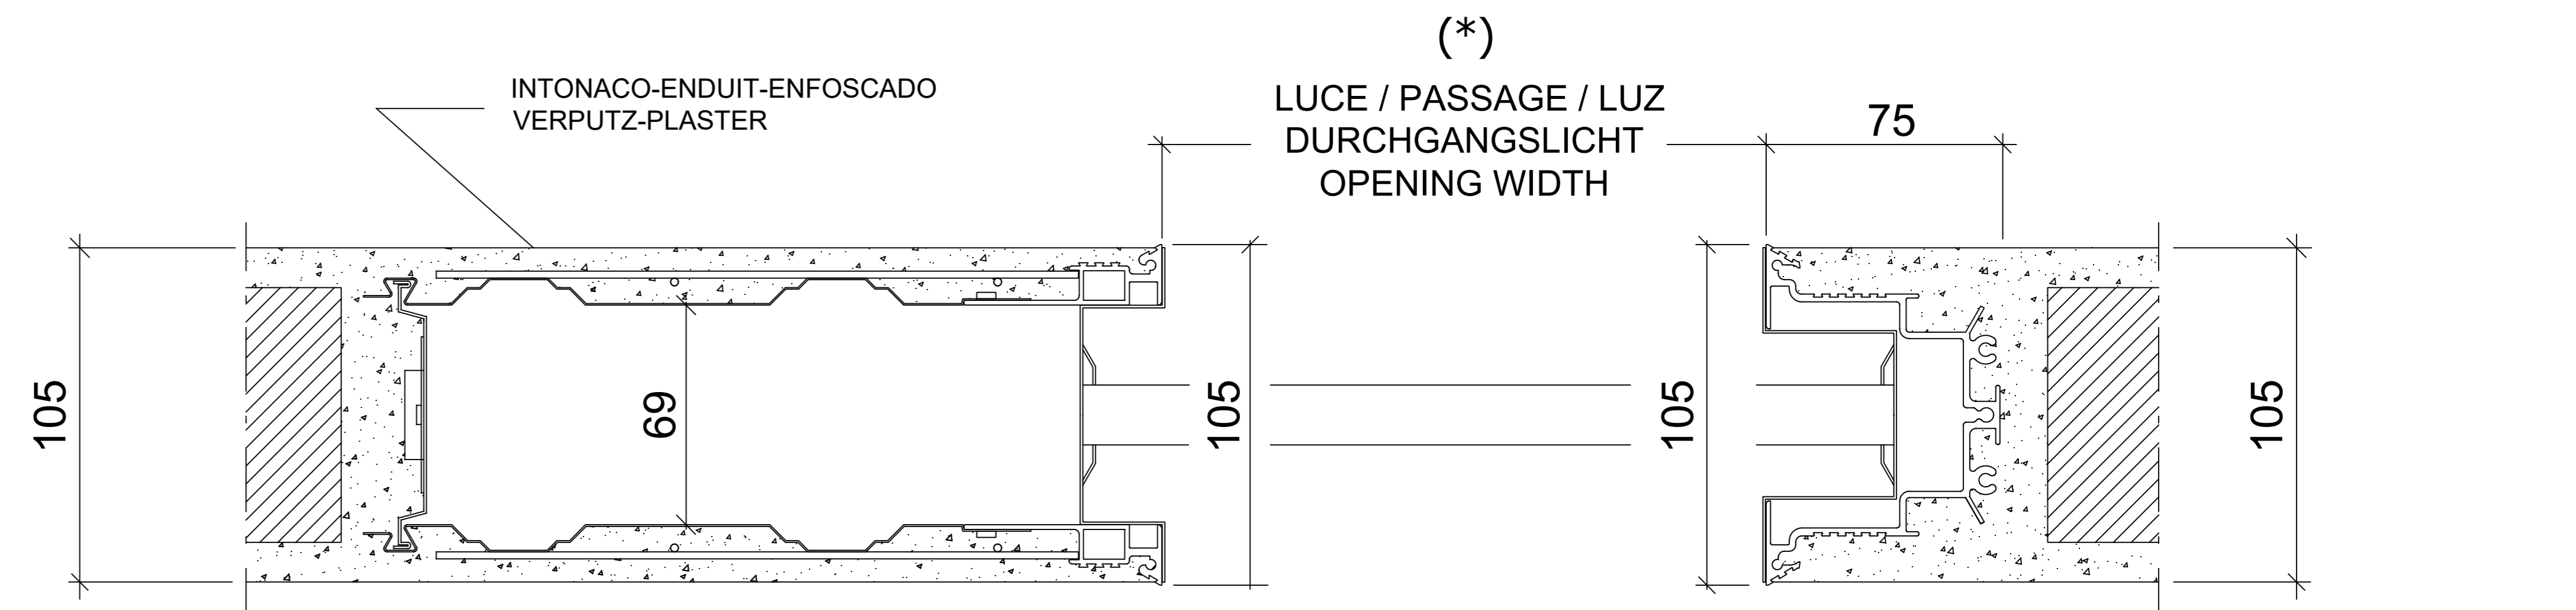 (*)
INTONACO-ENDUIT-ENFOSCADO
VERPUTZ-PLASTER
LUCE / PASSAGE / LUZ
DURCHGANGSLICHT
OPENING WIDTH
75
105
69
105
105
105